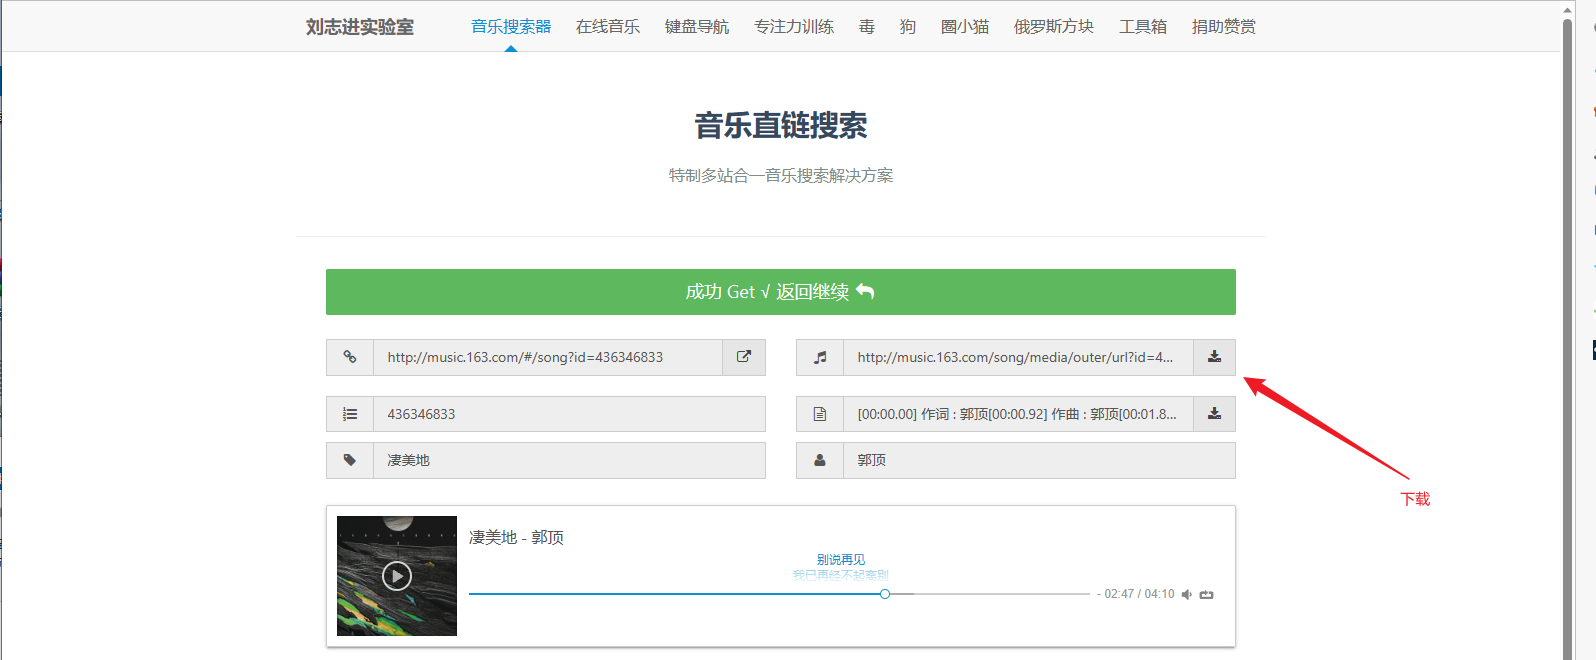 刘志进实验室 音乐搜索器 在线音乐 键盘导航 专注力训练 毒 狗 圈小猫 俄罗斯方块 工具箱 捐助赞赏
音乐直链搜索
特制多站合一音乐搜索解决方案
成功 Get √ 返回继续
http://music.163.com/#/song?id=436346833
http://music.163.com/song/media/outer/url?id=4...
436346833
[00:00.00] 作词 : 郭顶[00:00.92] 作曲 : 郭顶[00:01.8...
凄美地
郭顶
下载
凄美地 - 郭顶
别说再见
我已再经不起离别
- 02:47 / 04:10